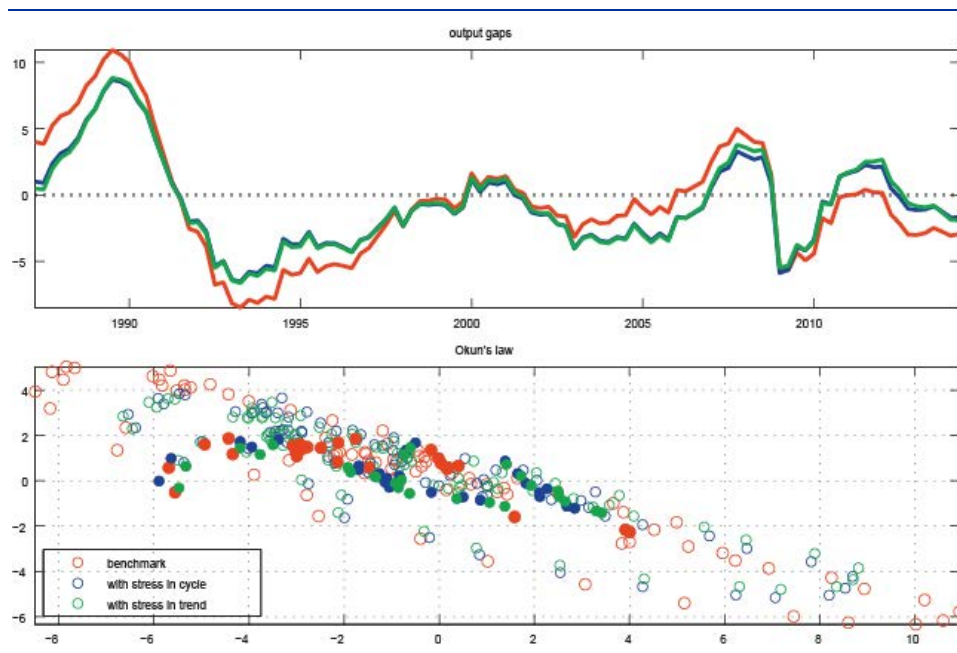 output gaps
10
5
0
−5
1990 1995 2000 2005 2010
Okun's law
4
2
0
−2
−4
−6
benchmark
with stress in cycle
with stress in trend
−8 −6 −4 −2 0 2 4 6 8 10